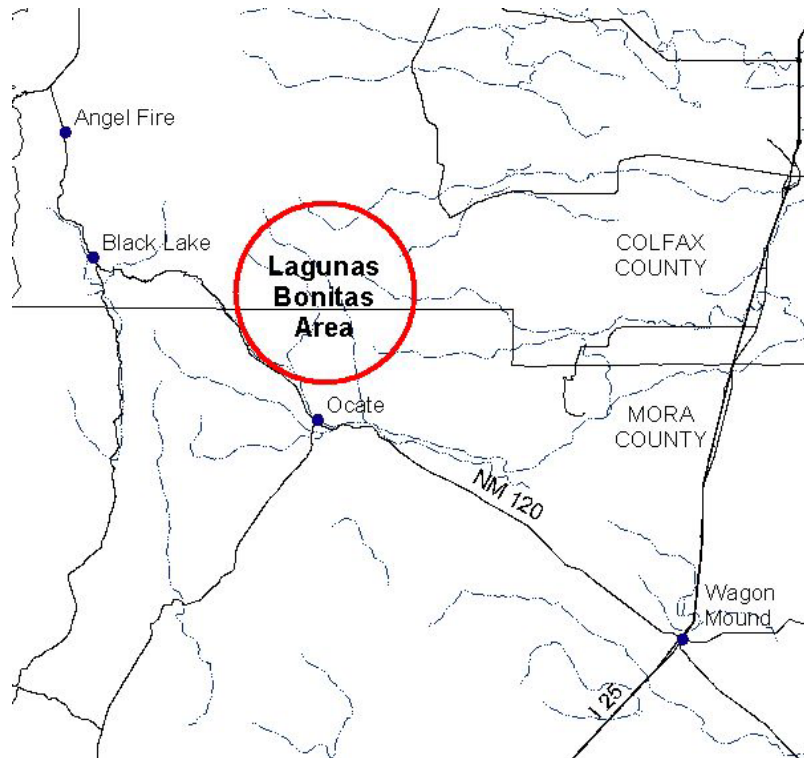 Angel Fire
Black Lake
Lagunas
Bonitas
Area
COLFAX
COUNTY
Ocate
MORA
COUNTY
NM 120
Wagon
Mound
I 25